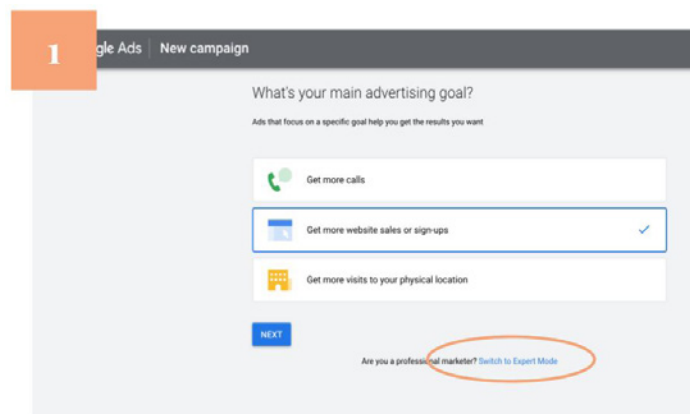 1
gle Ads | New campaign
What's your main advertising goal?
Ads that focus on a specific goal help you get the results you want
Get more calls
Get more website sales or sign-ups
Get more visits to your physical location
NEXT
Are you a professional marketer? Switch to Expert Mode